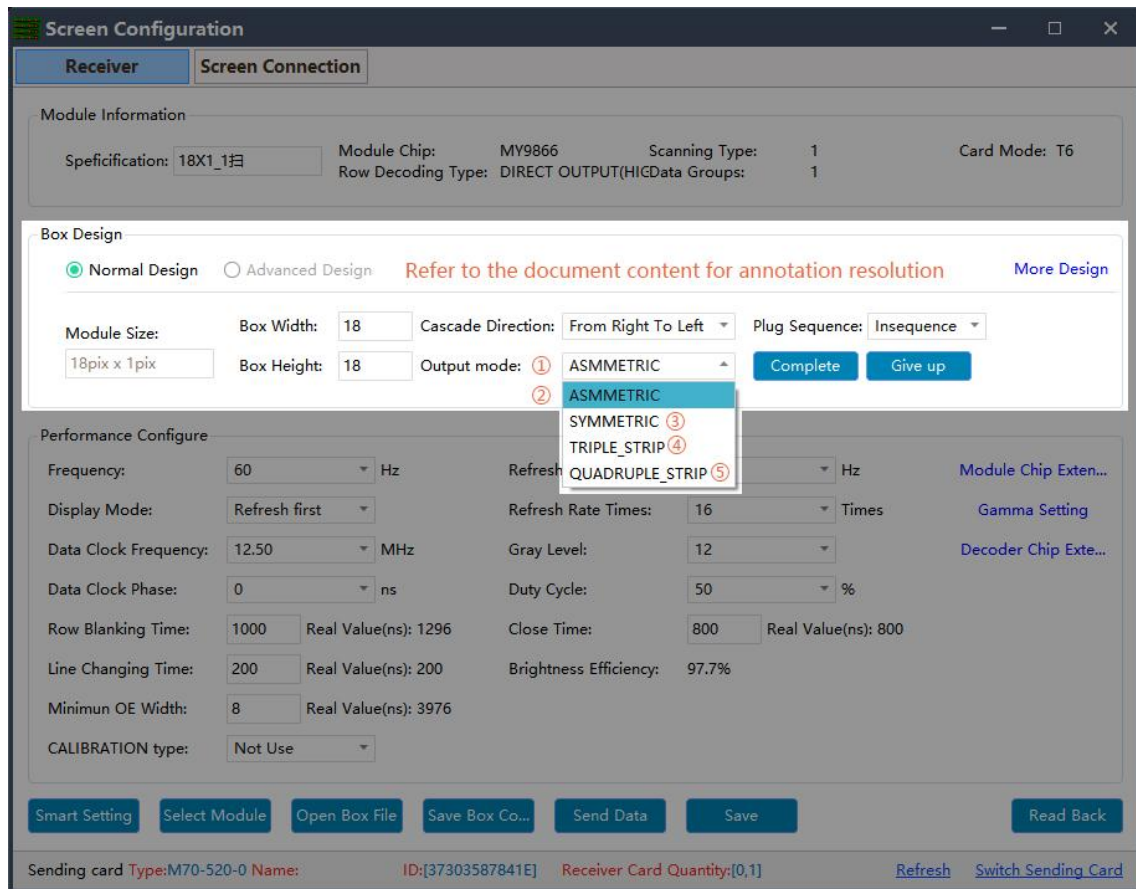 Screen Configuration
Receiver
Screen Connection
Module Information
Speficification: 18X1_1扫
Module Chip: MY9866 Scanning Type: 1 Card Mode: T6
Row Decoding Type: DIRECT OUTPUT(HIGData Groups: 1
Box Design
Normal Design Advanced Design Refer to the document content for annotation resolution More Design
Module Size: Box Width: 18 Cascade Direction: From Right To Left Plug Sequence: Insequence
18pix x 1pix Box Height: 18 Output mode: ① ASMMETRIC Complete Give up
② ASMMETRIC
SYMMETRIC ③
TRIPLE_STRIP ④
QUADRUPLE_STRIP ⑤
Performance Configure
Frequency: 60 Hz Refresh Hz Module Chip Exten...
Display Mode: Refresh first Refresh Rate Times: 16 Times Gamma Setting
Data Clock Frequency: 12.50 MHz Gray Level: 12 Decoder Chip Exte...
Data Clock Phase: 0 ns Duty Cycle: 50 %
Row Blanking Time: 1000 Real Value(ns): 1296 Close Time: 800 Real Value(ns): 800
Line Changing Time: 200 Real Value(ns): 200 Brightness Efficiency: 97.7%
Minimun OE Width: 8 Real Value(ns): 3976
CALIBRATION type: Not Use
Smart Setting Select Module Open Box File Save Box Co... Send Data Save Read Back
Sending card Type:M70-520-0 Name: ID:[37303587841E] Receiver Card Quantity:[0,1] Refresh Switch Sending Card